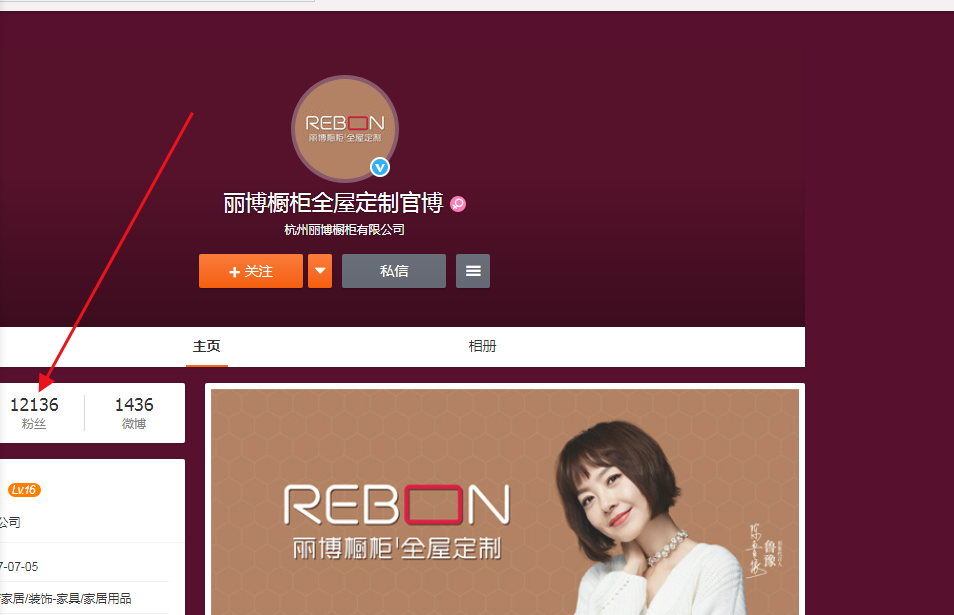 REBON
丽博橱柜|全屋定制
丽博橱柜全屋定制官博
杭州丽博橱柜有限公司
+关注
私信
主页
相册
12136
1436
粉丝
微博
Lv.16
公司
7-07-05
家居/装饰-家具/家居用品
REBON
丽博橱柜|全屋定制
鲁豫